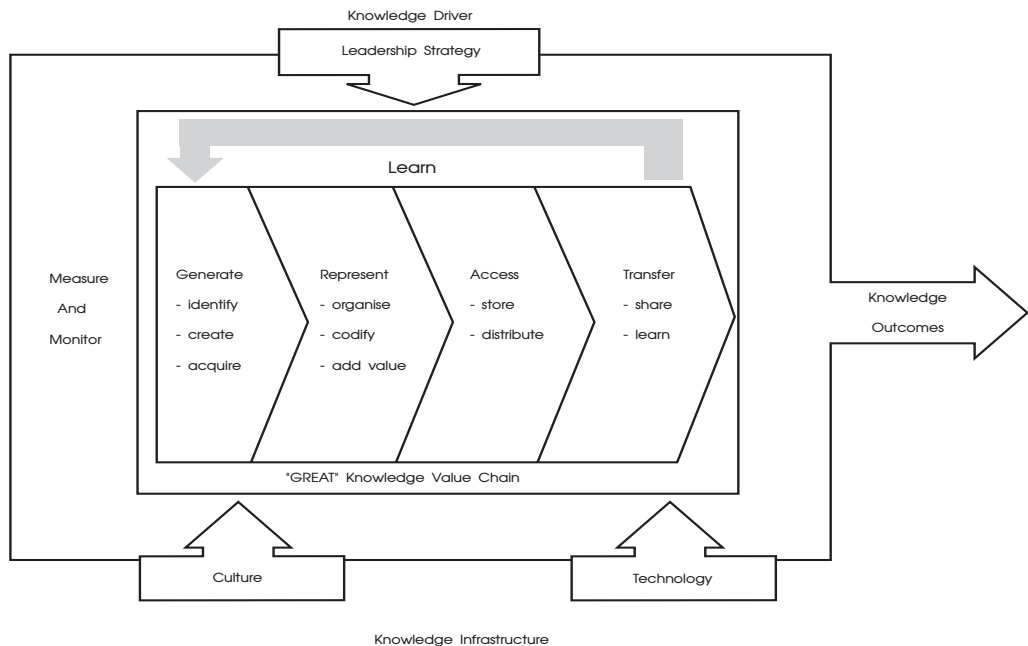 Knowledge Driver
Leadership Strategy
Learn
Measure
And
Monitor
Generate
- identify
- create
- acquire
Represent
- organise
- codify
- add value
Access
- store
- distribute
Transfer
- share
- learn
Knowledge
Outcomes
"GREAT" Knowledge Value Chain
Culture
Technology
Knowledge Infrastructure